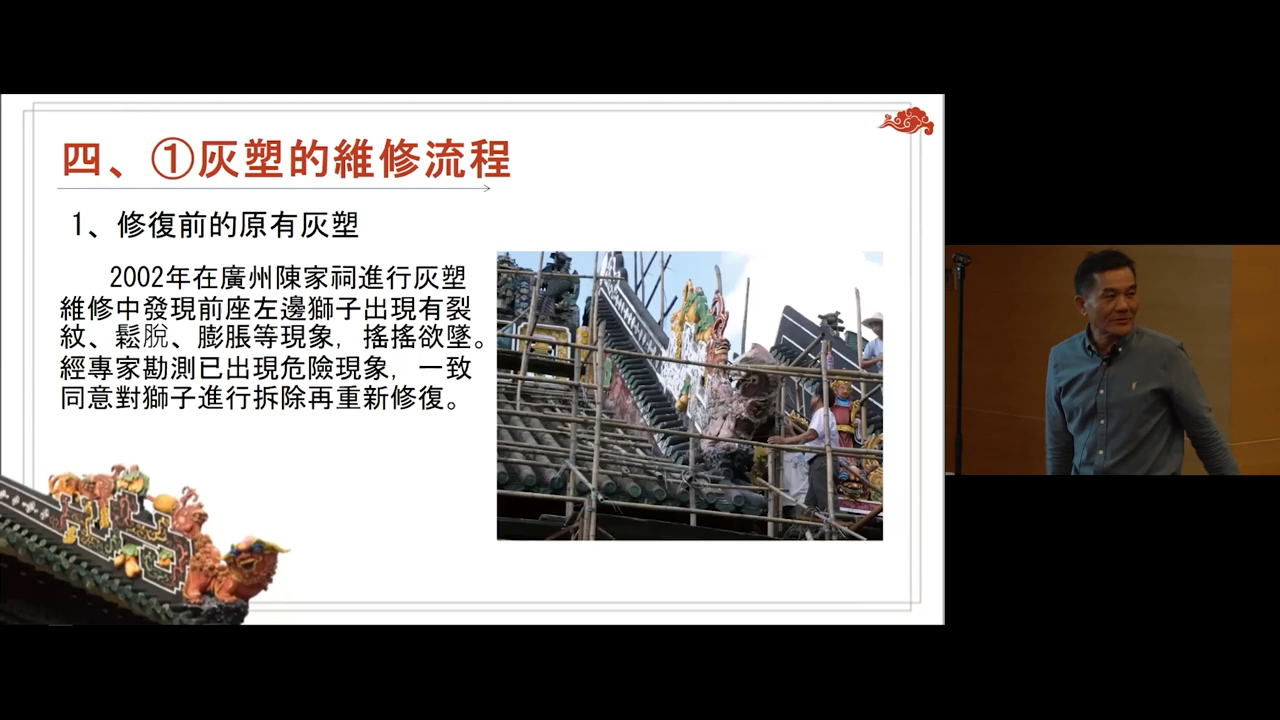 四、①灰塑的維修流程
1、修復前的原有灰塑
2002年在廣州陳家祠進行灰塑
維修中發現前座左邊獅子出現有裂
紋、鬆脫、膨脹等現象，搖搖欲墜。
經專家勘測已出現危險現象，一致
同意對獅子進行拆除再重新修復。